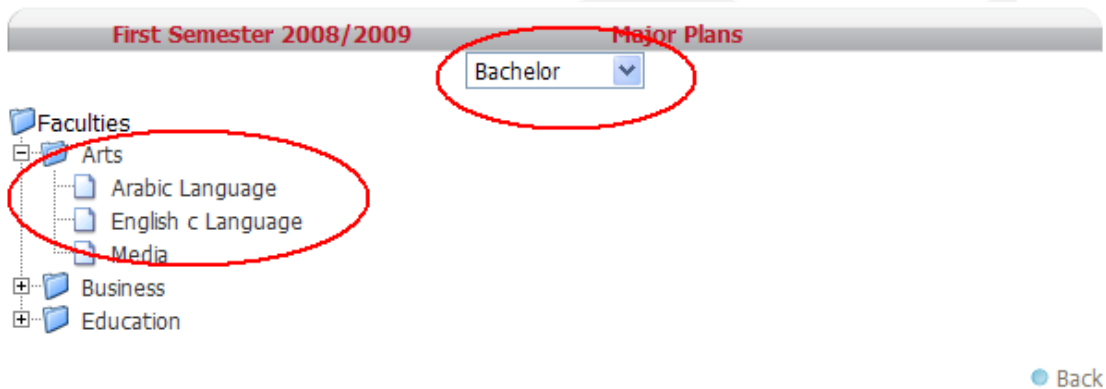 First Semester 2008/2009 Major Plans
Bachelor
Faculties
Arts
Arabic Language
English c Language
Media
Business
Education
Back